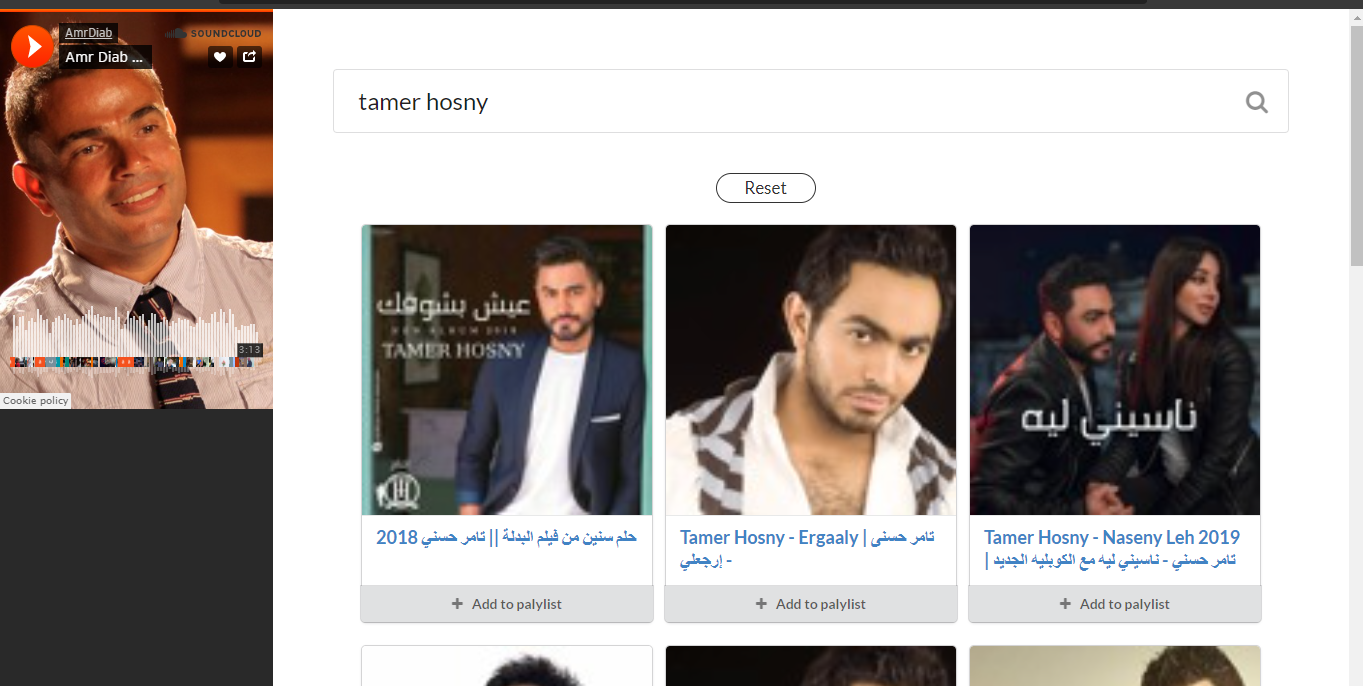 AmrDiab
SOUNDCLOUD
Amr Diab ...
3:13
Cookie policy
tamer hosny
Reset
عيش بشوقك
NEW ALBUM 2018
TAMER HOSNY
ناسيني ليه
حلم سنين من فيلم البدلة || تامر حسني 2018
Tamer Hosny - Ergaaly | تامر حسنى
- إرجعلي
Tamer Hosny - Naseny Leh 2019
| تامر حسني - ناسيني ليه مع الكوبليه الجديد
Add to palylist
Add to palylist
Add to palylist